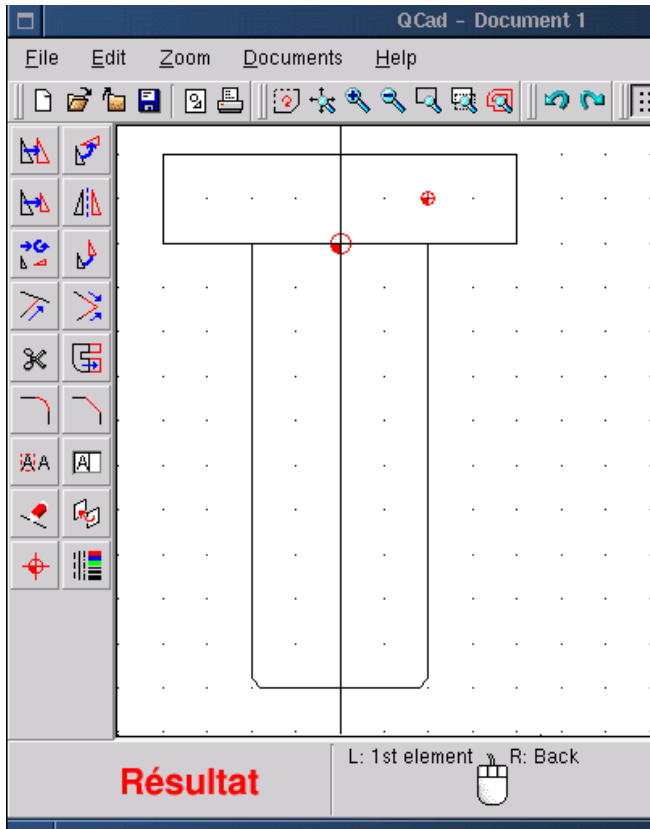 QCad - Document 1
File Edit Zoom Documents Help
L: 1st element R: Back
Résultat